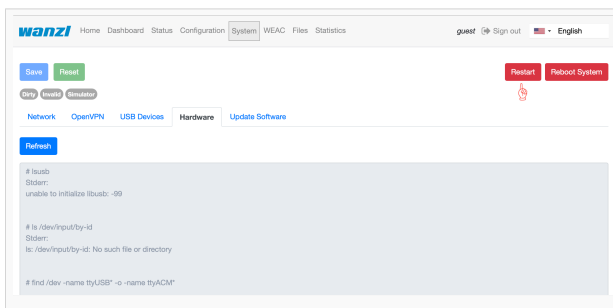 wanzl Home Dashboard Status Configuration System WEAC Files Statistics guest Sign out English
Save Reset Restart Reboot System
Dirty Invalid Simulator
Network OpenVPN USB Devices Hardware Update Software
Refresh
# lsusb
Stderr:
unable to initialize libusb: -99
# ls /dev/input/by-id
Stderr:
ls: /dev/input/by-id: No such file or directory
# find /dev -name ttyUSB* -o -name ttyACM*